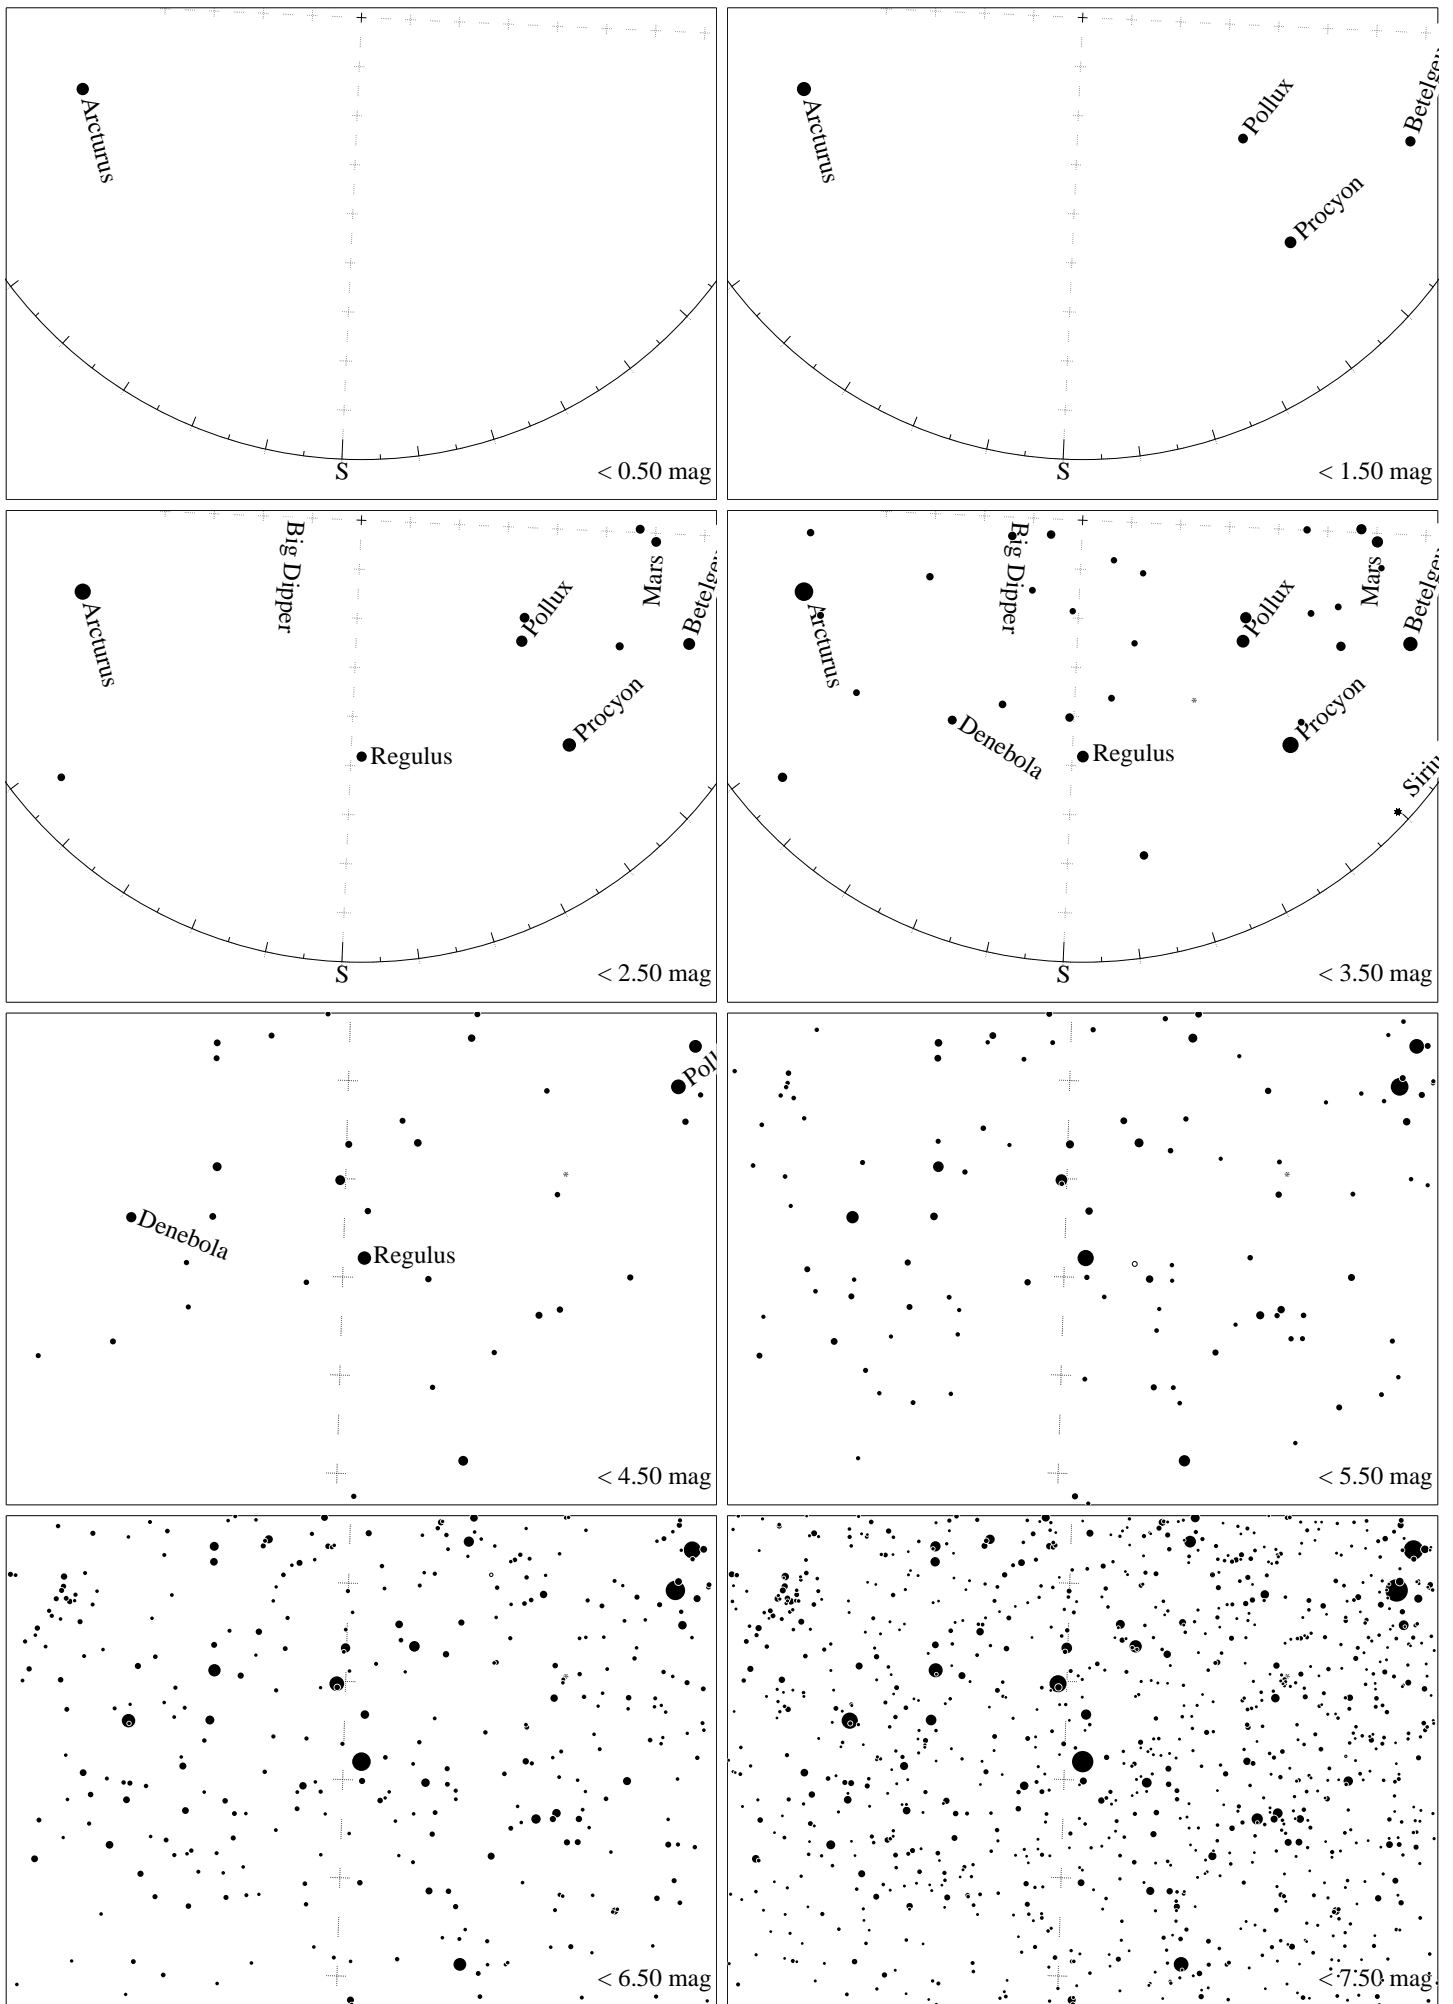 Arcturus
S
< 0.50 mag
Arcturus
Pollux
Procyon
S
< 1.50 mag
Big Dipper
Arcturus
Mars
Pollux
Procyon
Regulus
S
< 2.50 mag
Big Dipper
Arcturus
Mars
Pollux
Procyon
Denebola
Regulus
S
< 3.50 mag
Denebola
Regulus
< 4.50 mag
< 5.50 mag
< 6.50 mag
< 7.50 mag